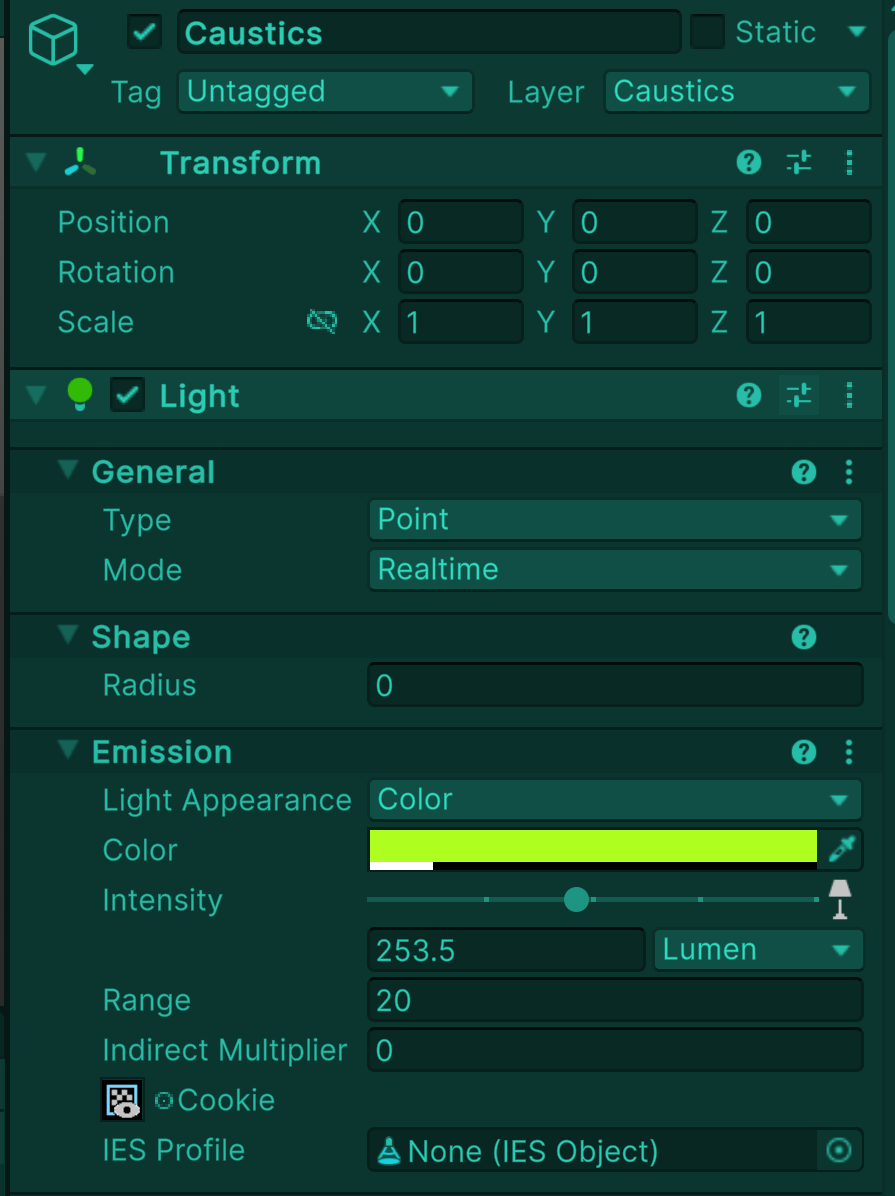 Caustics Static
Tag Untagged Layer Caustics
Transform
Position X 0 Y 0 Z 0
Rotation X 0 Y 0 Z 0
Scale X 1 Y 1 Z 1
Light
General
Type Point
Mode Realtime
Shape
Radius 0
Emission
Light Appearance Color
Color
Intensity
253.5 Lumen
Range 20
Indirect Multiplier 0
Cookie
IES Profile None (IES Object)